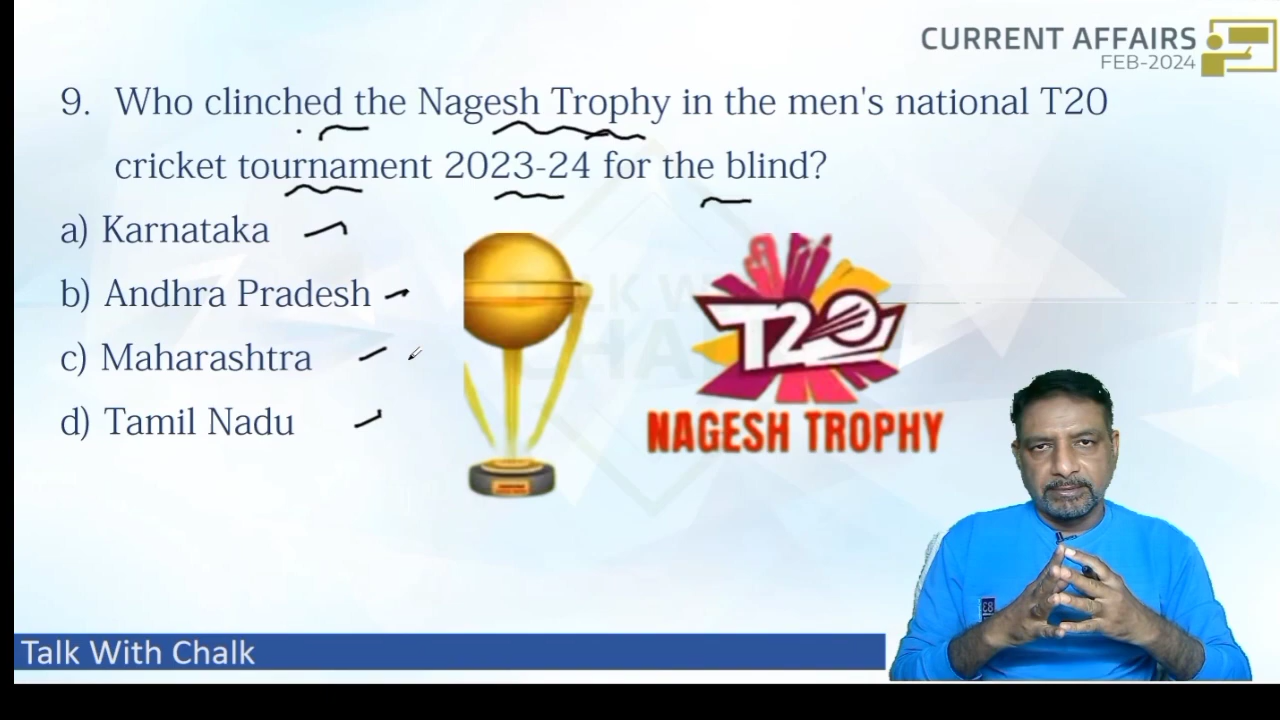 CURRENT AFFAIRS
FEB-2024
9. Who clinched the Nagesh Trophy in the men's national T20
cricket tournament 2023-24 for the blind?
a) Karnataka
b) Andhra Pradesh
c) Maharashtra
d) Tamil Nadu
T20
NAGESH TROPHY
Talk With Chalk